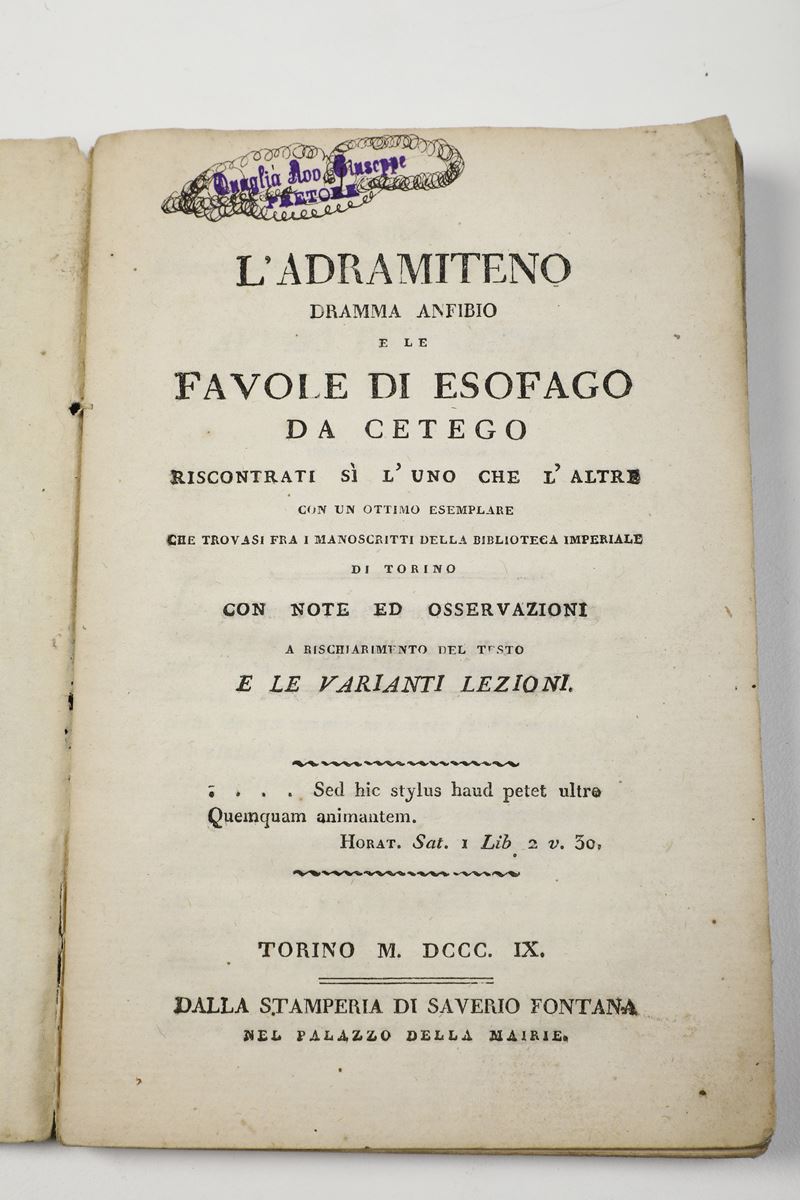 Quaglia Avv. Giuseppe
PRETORE
L'ADRAMITENO
DRAMMA ANFIBIO
E LE
FAVOLE DI ESOFAGO
DA CETEGO
RISCONTRATI SÌ L'UNO CHE L'ALTRE
CON UN OTTIMO ESEMPLARE
CHE TROVASI FRA I MANOSCRITTI DELLA BIBLIOTECA IMPERIALE
DI TORINO
CON NOTE ED OSSERVAZIONI
A RISCHIARIMENTO DEL TESTO
E LE VARIANTI LEZIONI.
. . . . Sed hic stylus haud petet ultro
Quemquam animantem.
HORAT. Sat. 1 Lib 2 v. 30,
TORINO M. DCCC. IX.
DALLA STAMPERIA DI SAVERIO FONTANA
NEL PALAZZO DELLA MAIRIE.